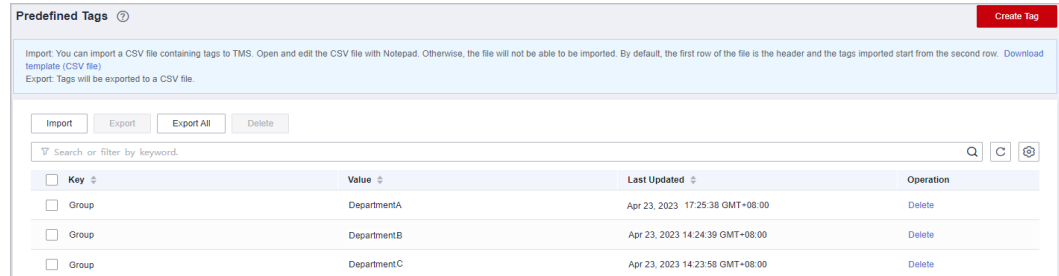 Predefined Tags ?
Create Tag
Import: You can import a CSV file containing tags to TMS. Open and edit the CSV file with Notepad. Otherwise, the file will not be able to be imported. By default, the first row of the file is the header and the tags imported start from the second row. Download
template (CSV file)
Export: Tags will be exported to a CSV file.
Import Export Export All Delete
Search or filter by keyword.
Key Value Last Updated Operation
Group DepartmentA Apr 23, 2023 17:25:38 GMT+08:00 Delete
Group DepartmentB Apr 23, 2023 14:24:39 GMT+08:00 Delete
Group DepartmentC Apr 23, 2023 14:23:58 GMT+08:00 Delete